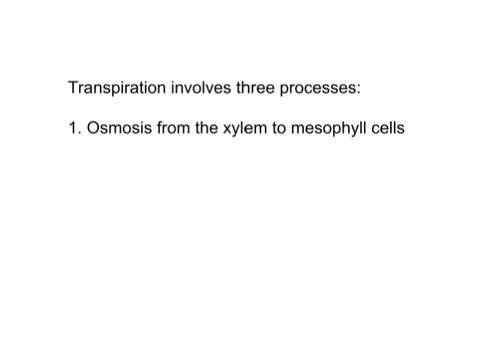 Transpiration involves three processes:
1. Osmosis from the xylem to mesophyll cells